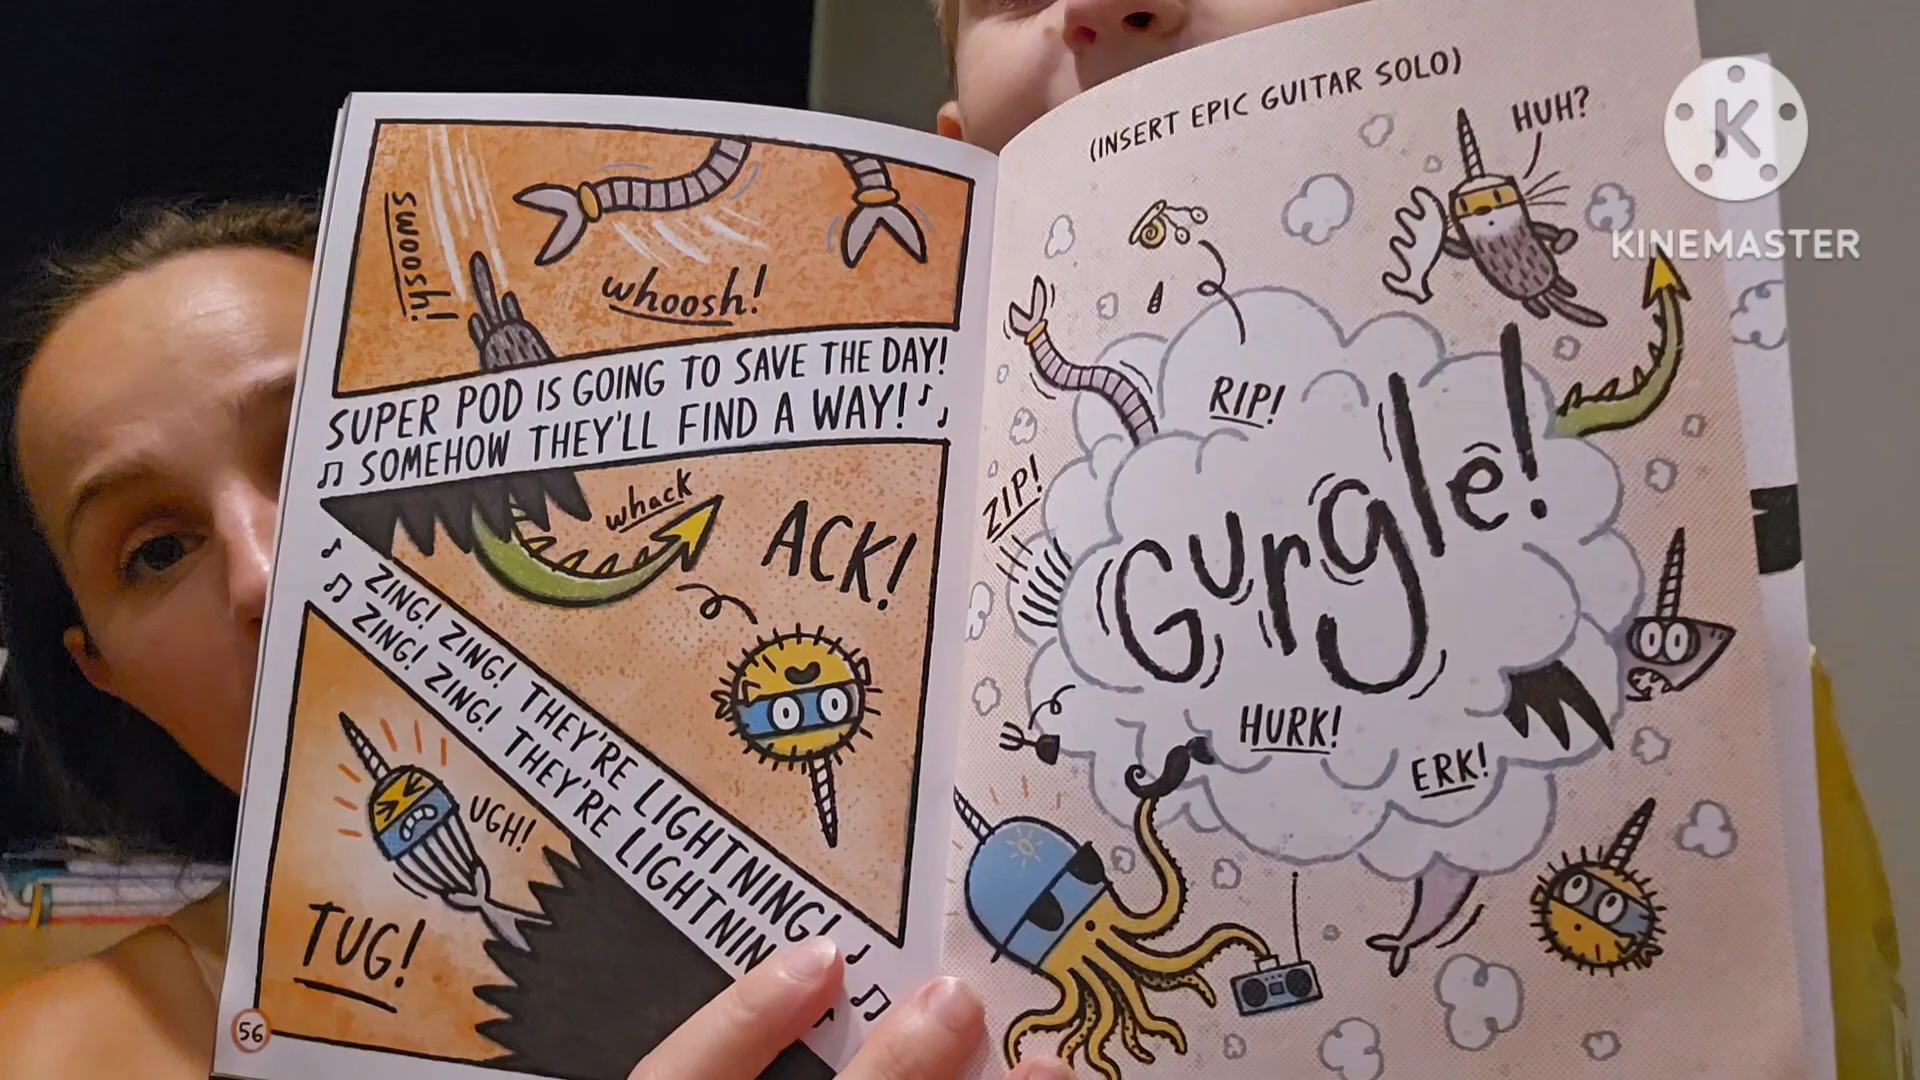 swoosh!
whoosh!
SUPER POD IS GOING TO SAVE THE DAY!
SOMEHOW THEY'LL FIND A WAY!
whack
ACK!
ZING! ZING! THEY'RE LIGHTNING!
ZING! ZING! THEY'RE LIGHTNIN
UGH!
TUG!
56
(INSERT EPIC GUITAR SOLO)
HUH?
RIP!
ZIP!
Gurgle!
HURK!
ERK!
K
KINEMASTER